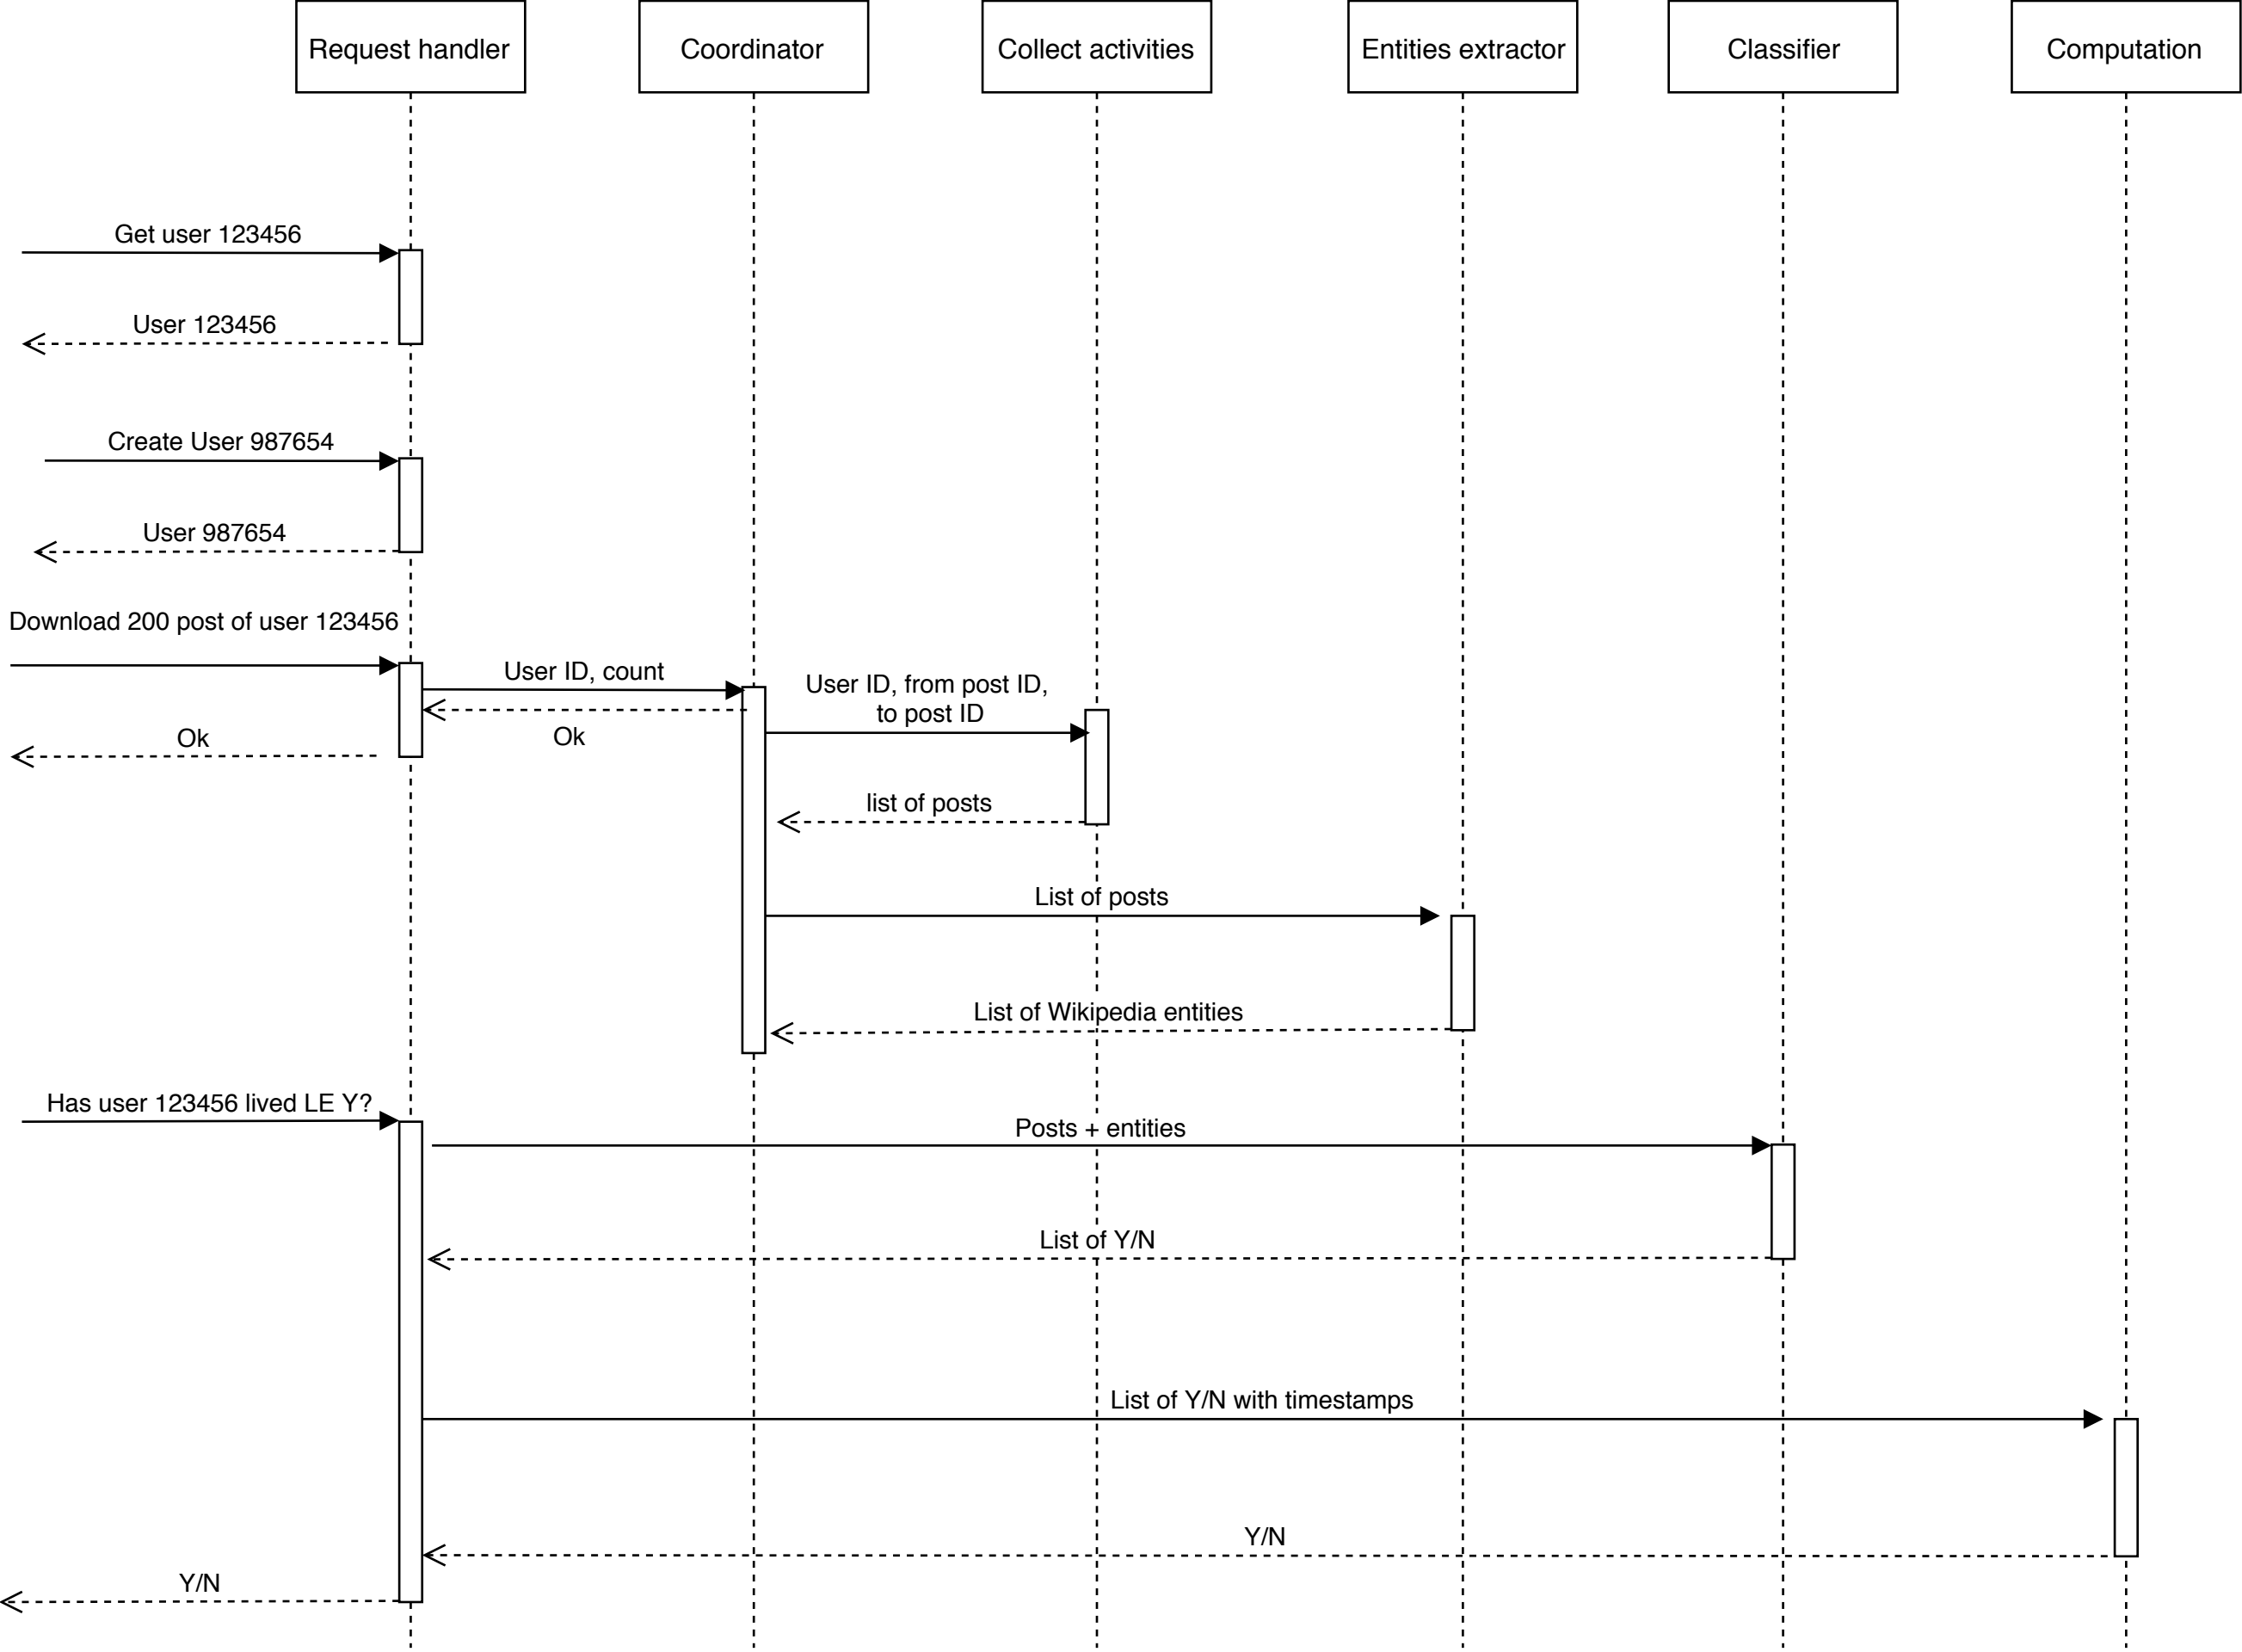 Request handler
Coordinator
Collect activities
Entities extractor
Classifier
Computation
Get user 123456
User 123456
Create User 987654
User 987654
Download 200 post of user 123456
User ID, count
User ID, from post ID,
to post ID
Ok
Ok
list of posts
List of posts
List of Wikipedia entities
Has user 123456 lived LE Y?
Posts + entities
List of Y/N
List of Y/N with timestamps
Y/N
Y/N